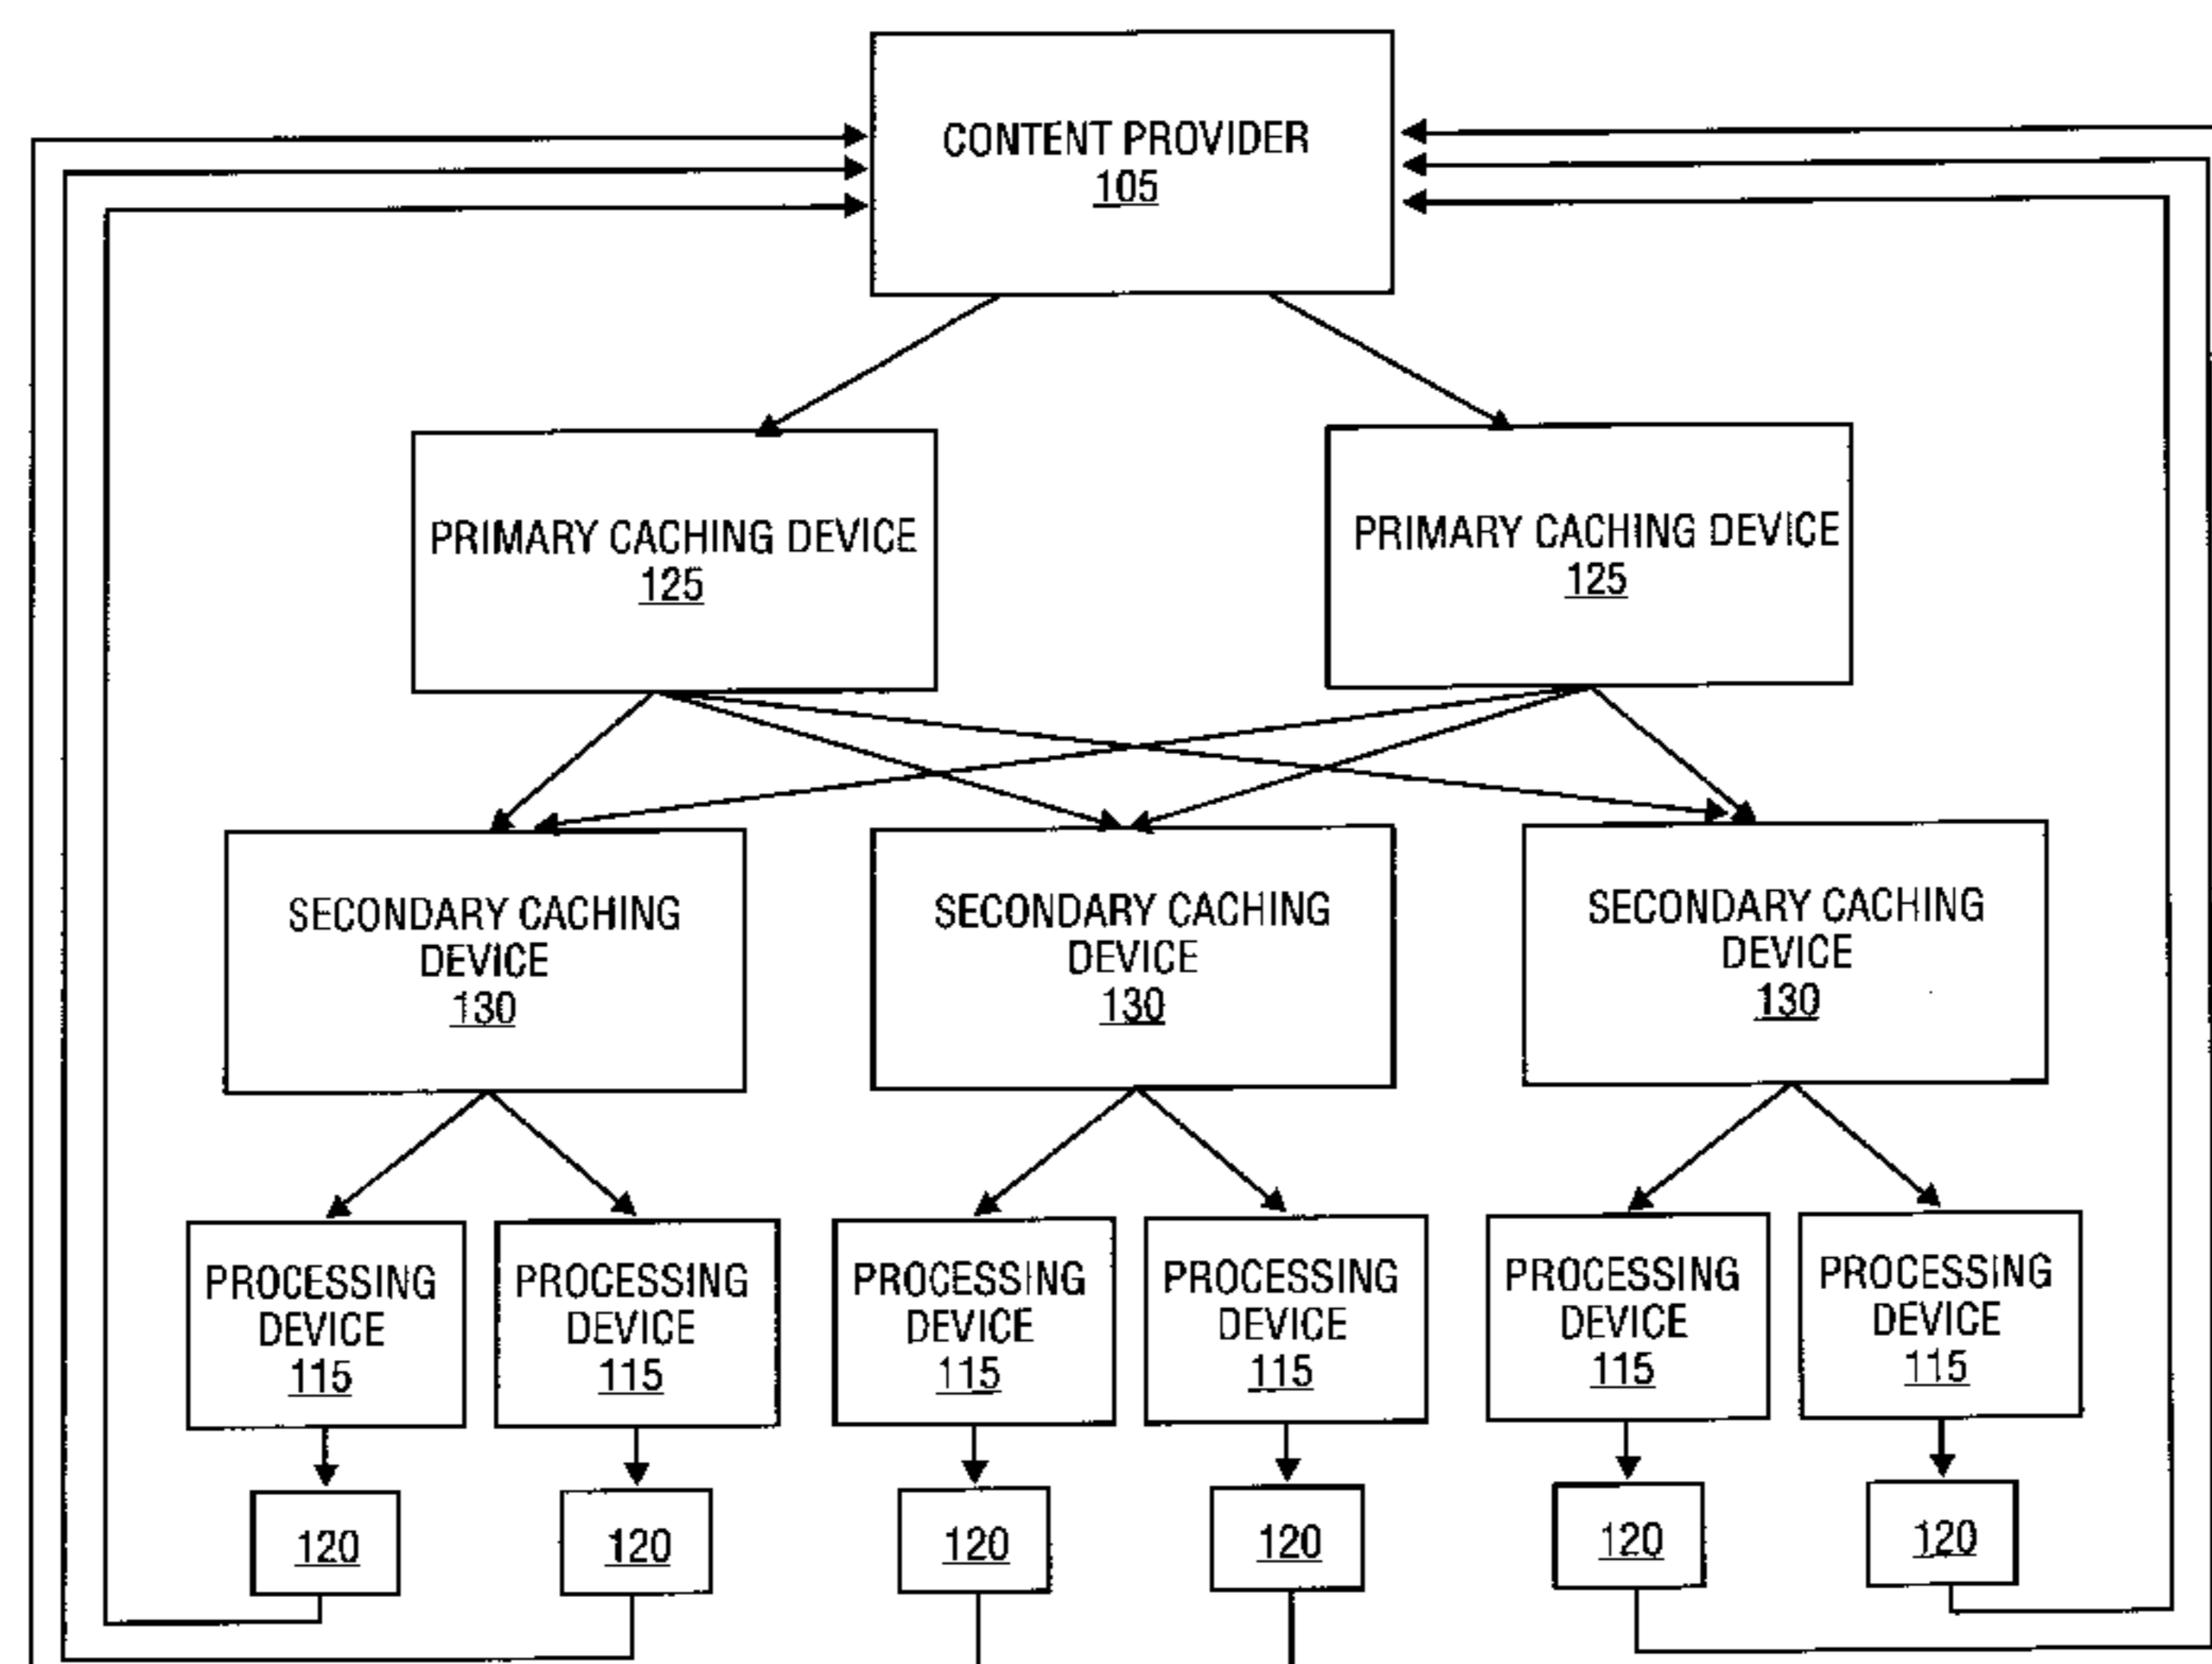 CONTENT PROVIDER
105
PRIMARY CACHING DEVICE
125
PRIMARY CACHING DEVICE
125
SECONDARY CACHING
DEVICE
130
SECONDARY CACHING
DEVICE
130
SECONDARY CACHING
DEVICE
130
PROCESSING
DEVICE
115
PROCESSING
DEVICE
115
PROCESSING
DEVICE
115
PROCESSING
DEVICE
115
PROCESSING
DEVICE
115
PROCESSING
DEVICE
115
120
120
120
120
120
120